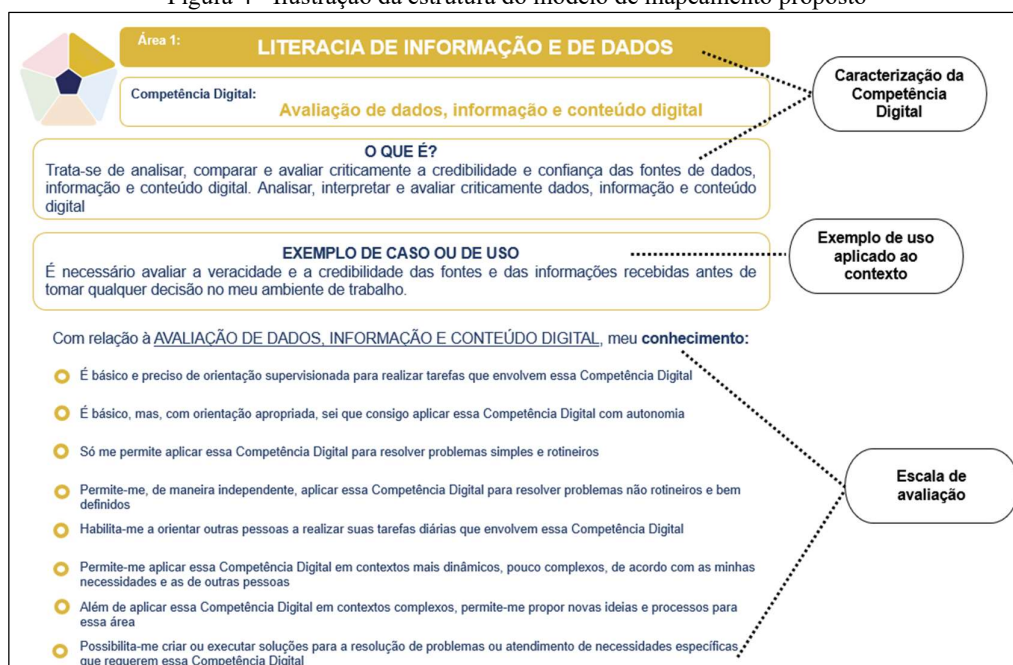 Figura 4 - Ilustração da estrutura do modelo de mapeamento proposto
Área 1:
LITERACIA DE INFORMAÇÃO E DE DADOS
Competência Digital:
Avaliação de dados, informação e conteúdo digital
Caracterização da
Competência
Digital
O QUE É?
Trata-se de analisar, comparar e avaliar criticamente a credibilidade e confiança das fontes de dados,
informação e conteúdo digital. Analisar, interpretar e avaliar criticamente dados, informação e conteúdo
digital
EXEMPLO DE CASO OU DE USO
É necessário avaliar a veracidade e a credibilidade das fontes e das informações recebidas antes de
tomar qualquer decisão no meu ambiente de trabalho.
Exemplo de uso
aplicado ao
contexto
Com relação à AVALIAÇÃO DE DADOS, INFORMAÇÃO E CONTEÚDO DIGITAL, meu conhecimento:
É básico e preciso de orientação supervisionada para realizar tarefas que envolvem essa Competência Digital
É básico, mas, com orientação apropriada, sei que consigo aplicar essa Competência Digital com autonomia
Só me permite aplicar essa Competência Digital para resolver problemas simples e rotineiros
Permite-me, de maneira independente, aplicar essa Competência Digital para resolver problemas não rotineiros e bem
definidos
Habilita-me a orientar outras pessoas a realizar suas tarefas diárias que envolvem essa Competência Digital
Permite-me aplicar essa Competência Digital em contextos mais dinâmicos, pouco complexos, de acordo com as minhas
necessidades e as de outras pessoas
Além de aplicar essa Competência Digital em contextos complexos, permite-me propor novas ideias e processos para
essa área
Possibilita-me criar ou executar soluções para a resolução de problemas ou atendimento de necessidades específicas
que requerem essa Competência Digital
Escala de
avaliação